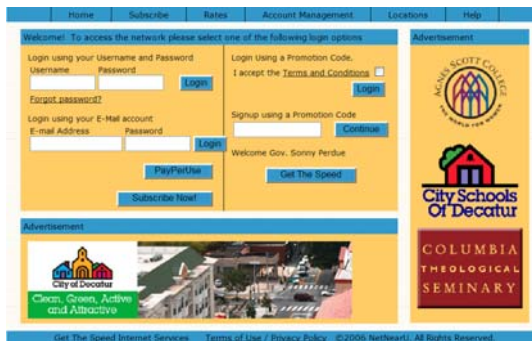 Home Subscribe Rates Account Management Locations Help
Welcome! To access the network please select one of the following login options
Login using your Username and Password
Username Password
Login
Forgot password?
Login using your E-Mail account
E-mail Address Password
Login
PayPerUse
Subscribe Now!
Login Using a Promotion Code.
I accept the Terms and Conditions
Login
Signup using a Promotion Code
Continue
Welcome Gov. Sonny Perdue
Get The Speed
Advertisement
AGNES SCOTT COLLEGE
THE WORLD FOR WOMEN
City Schools
Of Decatur
COLUMBIA
THEOLOGICAL
SEMINARY
Advertisement
City of Decatur
Clean, Green, Active
and Attractive
Get The Speed Internet Services Terms of Use / Privacy Policy ©2006 NetNearU. All Rights Reserved.